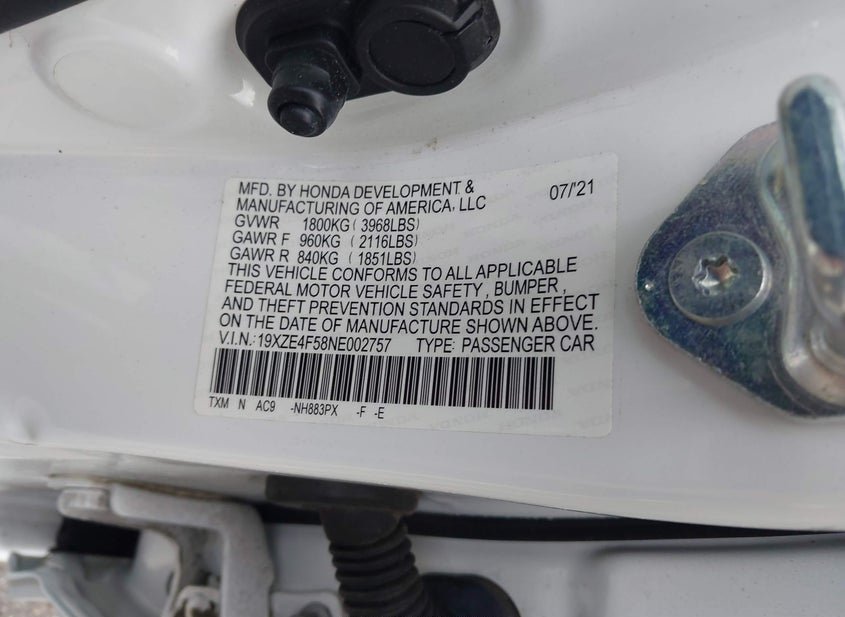 MFD. BY HONDA DEVELOPMENT & 07/'21
MANUFACTURING OF AMERICA, LLC
GVWR 1800KG (3968LBS)
GAWR F 960KG (2116LBS)
GAWR R 840KG (1851LBS)
THIS VEHICLE CONFORMS TO ALL APPLICABLE
FEDERAL MOTOR VEHICLE SAFETY, BUMPER,
AND THEFT PREVENTION STANDARDS IN EFFECT
ON THE DATE OF MANUFACTURE SHOWN ABOVE.
V.I.N.:19XZE4F58NE002757 TYPE: PASSENGER CAR
TXM N AC9 -NH883PX -F -E